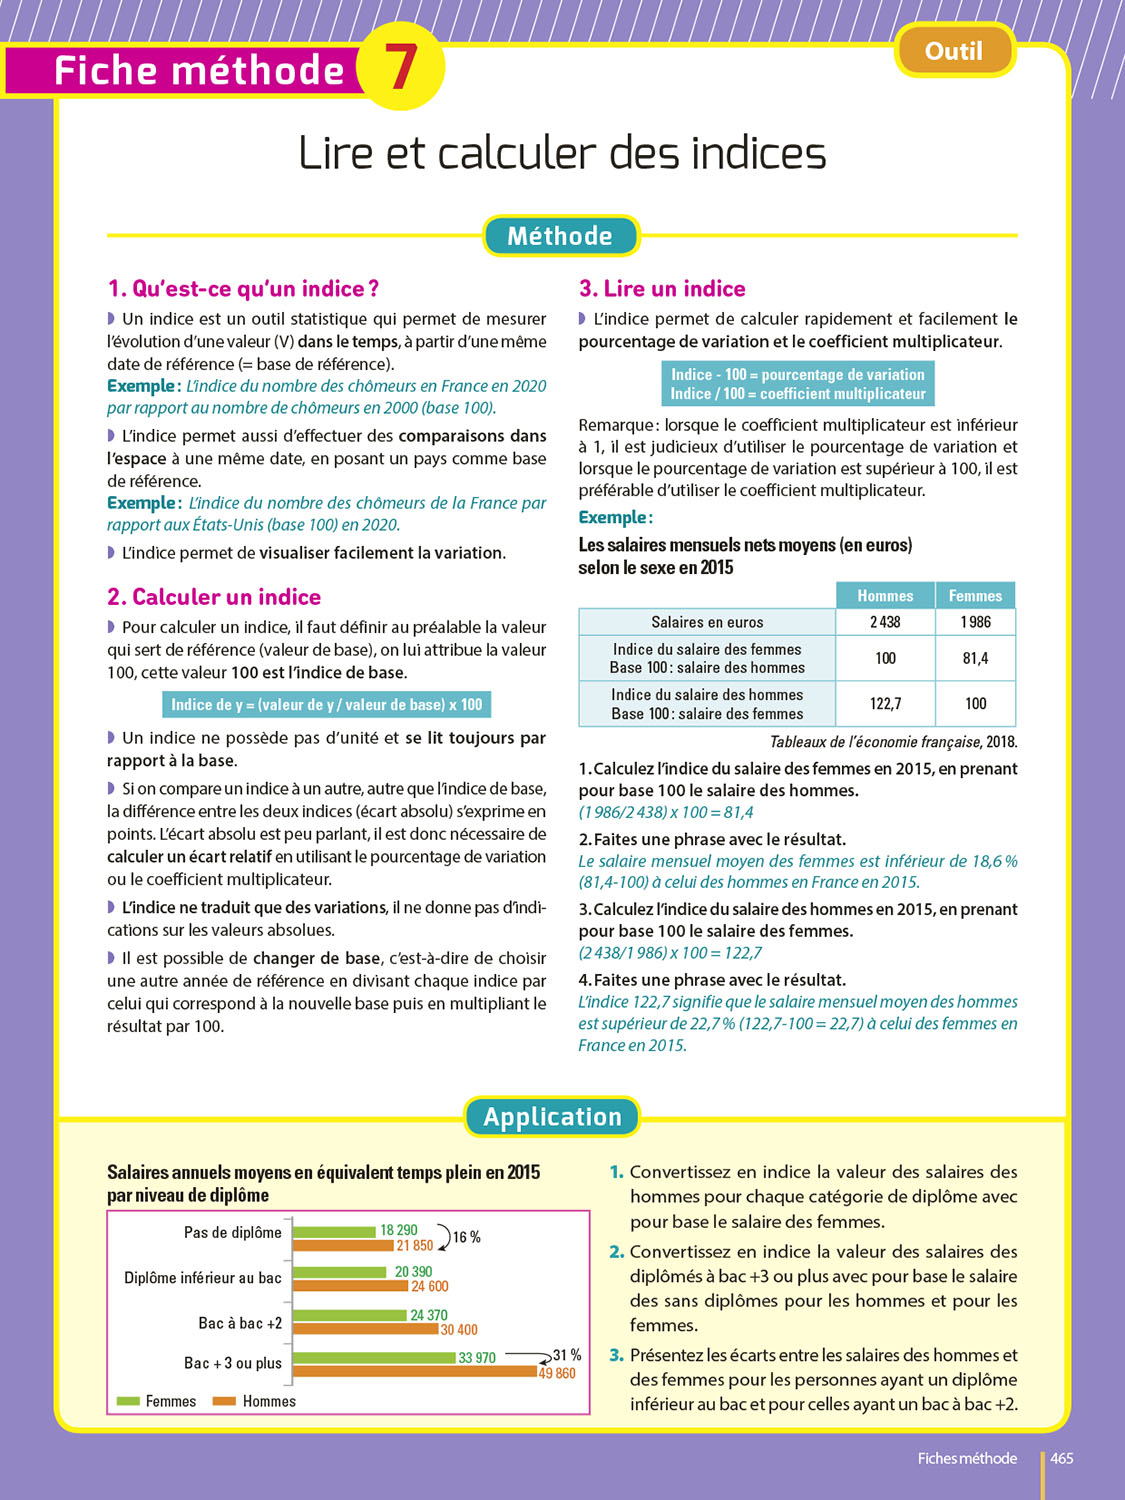 Fiche méthode 7
Outil
Lire et calculer des indices
Méthode
1. Qu'est-ce qu'un indice ?
Un indice est un outil statistique qui permet de mesurer
l'évolution d'une valeur (V) dans le temps, à partir d'une même
date de référence (= base de référence).
Exemple : L'indice du nombre des chômeurs en France en 2020
par rapport au nombre de chômeurs en 2000 (base 100).
L'indice permet aussi d'effectuer des comparaisons dans
l'espace à une même date, en posant un pays comme base
de référence.
Exemple : L'indice du nombre des chômeurs de la France par
rapport aux États-Unis (base 100) en 2020.
L'indice permet de visualiser facilement la variation.
2. Calculer un indice
Pour calculer un indice, il faut définir au préalable la valeur
qui sert de référence (valeur de base), on lui attribue la valeur
100, cette valeur 100 est l'indice de base.
Indice de y = (valeur de y / valeur de base) x 100
Un indice ne possède pas d'unité et se lit toujours par
rapport à la base.
Si on compare un indice à un autre, autre que l'indice de base,
la différence entre les deux indices (écart absolu) s'exprime en
points. L'écart absolu est peu parlant, il est donc nécessaire de
calculer un écart relatif en utilisant le pourcentage de variation
ou le coefficient multiplicateur.
L'indice ne traduit que des variations, il ne donne pas d'indi-
cations sur les valeurs absolues.
Il est possible de changer de base, c'est-à-dire de choisir
une autre année de référence en divisant chaque indice par
celui qui correspond à la nouvelle base puis en multipliant le
résultat par 100.
3. Lire un indice
L'indice permet de calculer rapidement et facilement le
pourcentage de variation et le coefficient multiplicateur.
Indice - 100 = pourcentage de variation
Indice / 100 = coefficient multiplicateur
Remarque : lorsque le coefficient multiplicateur est inférieur
à 1, il est judicieux d'utiliser le pourcentage de variation et
lorsque le pourcentage de variation est supérieur à 100, il est
préférable d'utiliser le coefficient multiplicateur.
Exemple :
Les salaires mensuels nets moyens (en euros)
selon le sexe en 2015
Hommes Femmes
Salaires en euros 2 438 1 986
Indice du salaire des femmes
Base 100 : salaire des hommes 100 81,4
Indice du salaire des hommes
Base 100 : salaire des femmes 122,7 100
Tableaux de l'économie française, 2018.
1. Calculez l'indice du salaire des femmes en 2015, en prenant
pour base 100 le salaire des hommes.
(1 986/2 438) x 100 = 81,4
2. Faites une phrase avec le résultat.
Le salaire mensuel moyen des femmes est inférieur de 18,6 %
(81,4-100) à celui des hommes en France en 2015.
3. Calculez l'indice du salaire des hommes en 2015, en prenant
pour base 100 le salaire des femmes.
(2 438/1 986) x 100 = 122,7
4. Faites une phrase avec le résultat.
L'indice 122,7 signifie que le salaire mensuel moyen des hommes
est supérieur de 22,7 % (122,7-100 = 22,7) à celui des femmes en
France en 2015.
Application
Salaires annuels moyens en équivalent temps plein en 2015
par niveau de diplôme
Pas de diplôme 18 290
21 850
16 %
Diplôme inférieur au bac 20 390
24 600
Bac à bac +2 24 370
30 400
Bac + 3 ou plus 33 970
49 860
31 %
Femmes Hommes
1. Convertissez en indice la valeur des salaires des
hommes pour chaque catégorie de diplôme avec
pour base le salaire des femmes.
2. Convertissez en indice la valeur des salaires des
diplômés à bac +3 ou plus avec pour base le salaire
des sans diplômes pour les hommes et pour les
femmes.
3. Présentez les écarts entre les salaires des hommes et
des femmes pour les personnes ayant un diplôme
inférieur au bac et pour celles ayant un bac à bac +2.
Fiches méthode 465